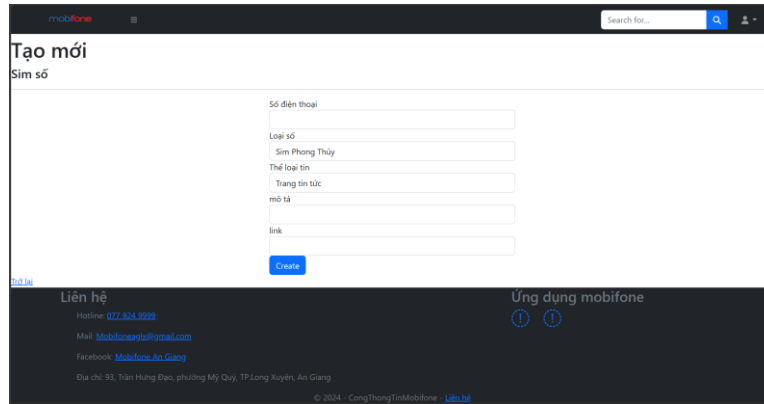 mobifone
Search for...
Tạo mới
Sim số
Số điện thoại
Loại số
Sim Phong Thủy
Thể loại tin
Trang tin tức
mô tả
link
Create
Trở lại
Liên hệ
Ứng dụng mobifone
Hotline: 077 924 9999
Mail: Mobifoneaglx@gmail.com
Facebook: Mobifone An Giang
Địa chỉ: 93, Trần Hưng Đạo, phường Mỹ Quý, TP.Long Xuyên, An Giang
© 2024 - CongThongTinMobifone - Liên hệ